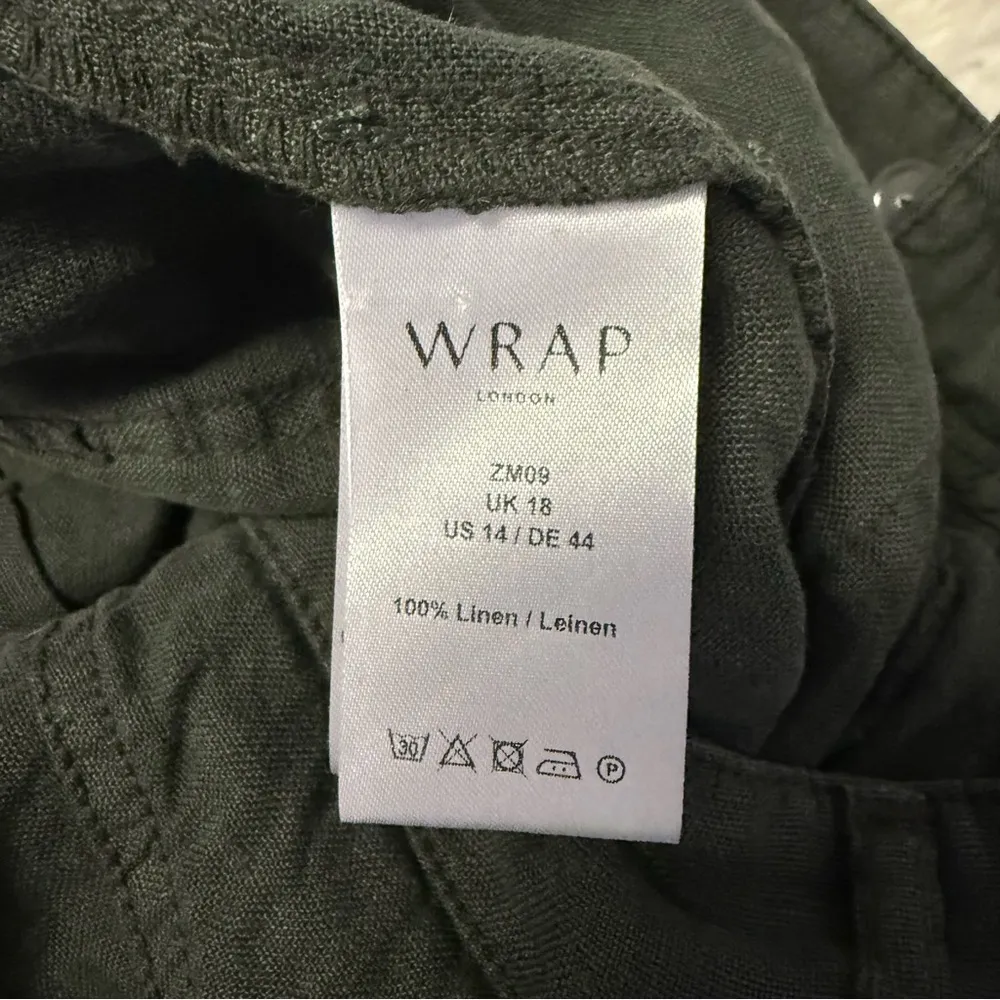 WRAP
LONDON
ZM09
UK 18
US 14 / DE 44
100% Linen / Leinen
30 P